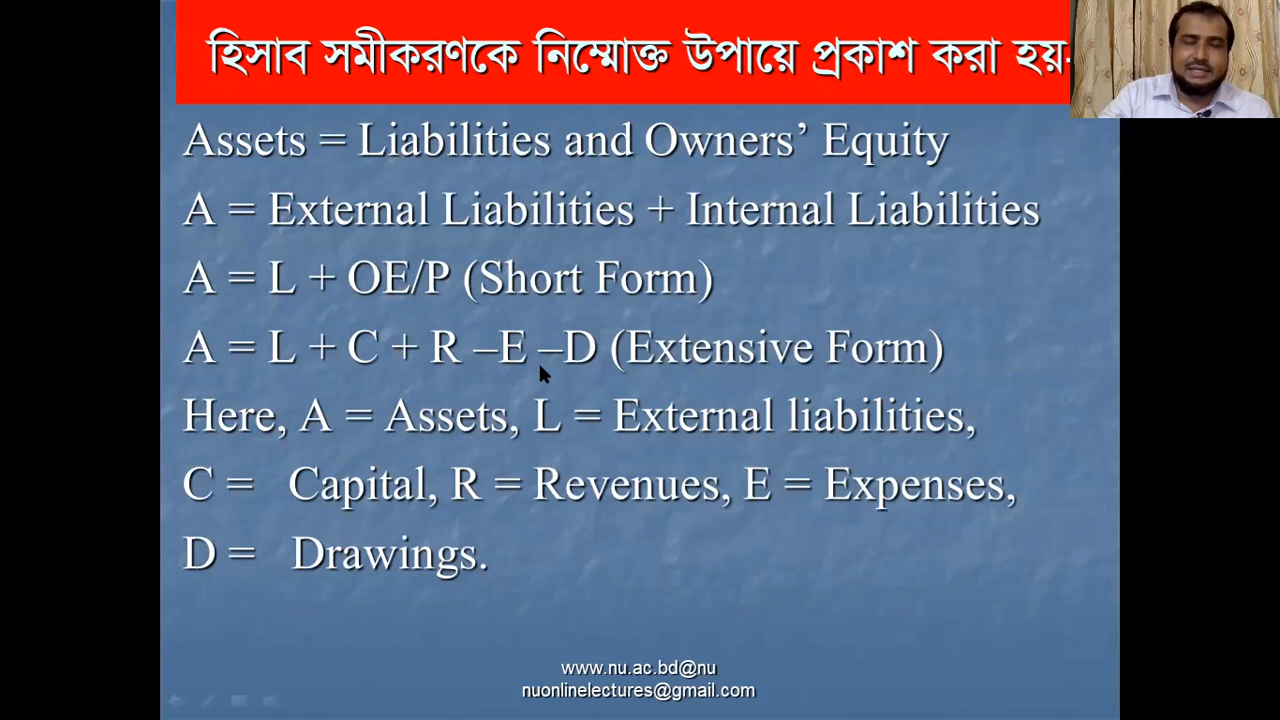 হিসাব সমীকরণকে নিম্মোক্ত উপায়ে প্রকাশ করা হয়-
Assets = Liabilities and Owners’ Equity
A = External Liabilities + Internal Liabilities
A = L + OE/P (Short Form)
A = L + C + R –E –D (Extensive Form)
Here, A = Assets, L = External liabilities,
C = Capital, R = Revenues, E = Expenses,
D = Drawings.
www.nu.ac.bd@nu
nuonlinelectures@gmail.com